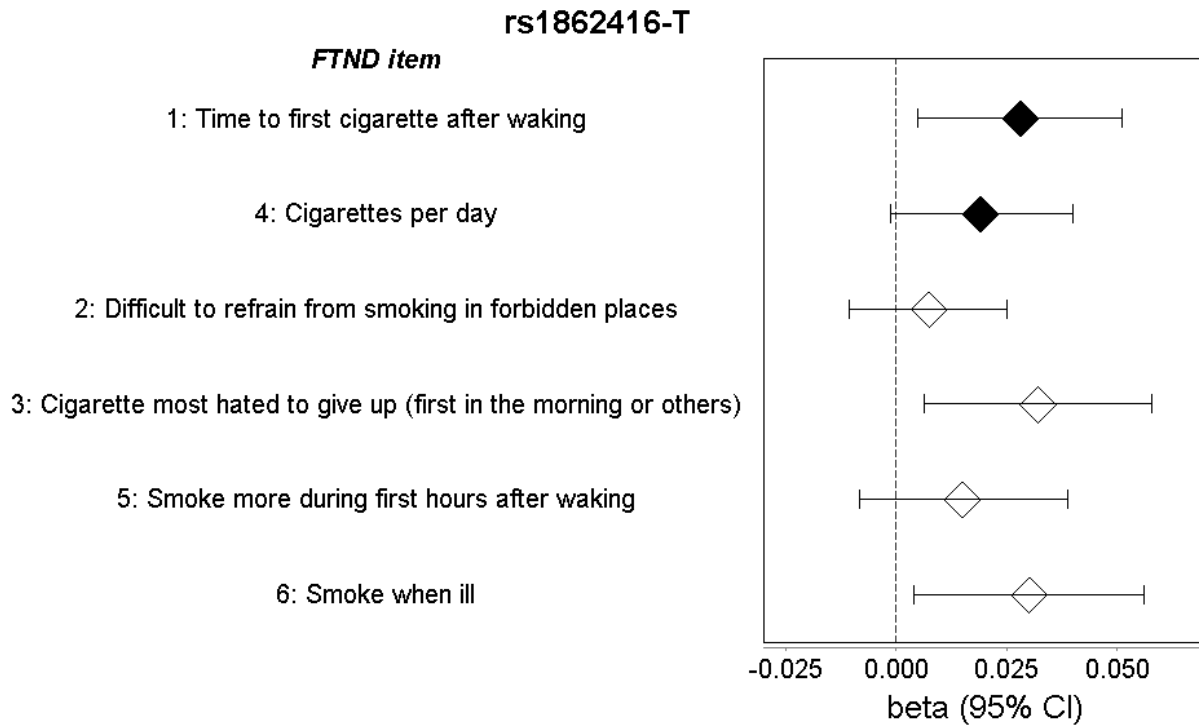 rs1862416-T
FTND item
1: Time to first cigarette after waking
4: Cigarettes per day
2: Difficult to refrain from smoking in forbidden places
3: Cigarette most hated to give up (first in the morning or others)
5: Smoke more during first hours after waking
6: Smoke when ill
-0.025 0.000 0.025 0.050
beta (95% CI)